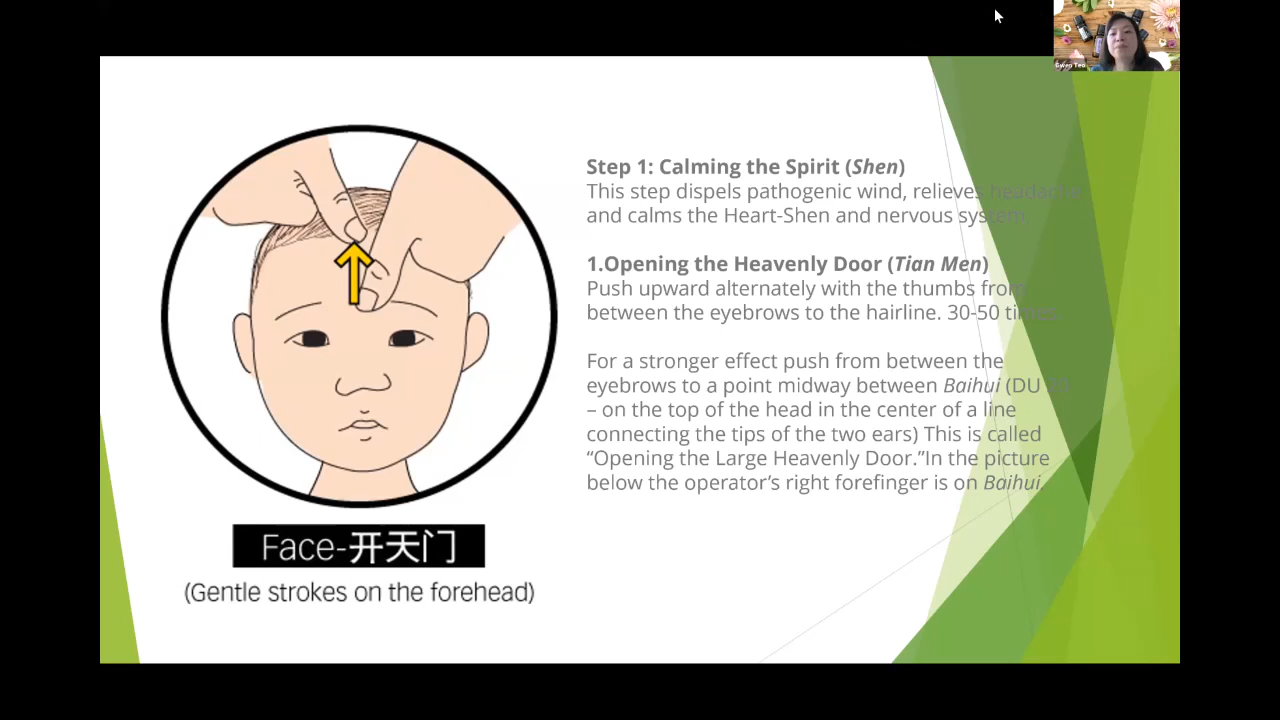 Gwen Teo
Step 1: Calming the Spirit (Shen)
This step dispels pathogenic wind, relieves headache
and calms the Heart-Shen and nervous system.
1.Opening the Heavenly Door (Tian Men)
Push upward alternately with the thumbs from
between the eyebrows to the hairline. 30-50 times.
For a stronger effect push from between the
eyebrows to a point midway between Baihui (DU
– on the top of the head in the center of a line
connecting the tips of the two ears) This is called
“Opening the Large Heavenly Door.”In the picture
below the operator’s right forefinger is on Baihui.
Face-开天门
(Gentle strokes on the forehead)